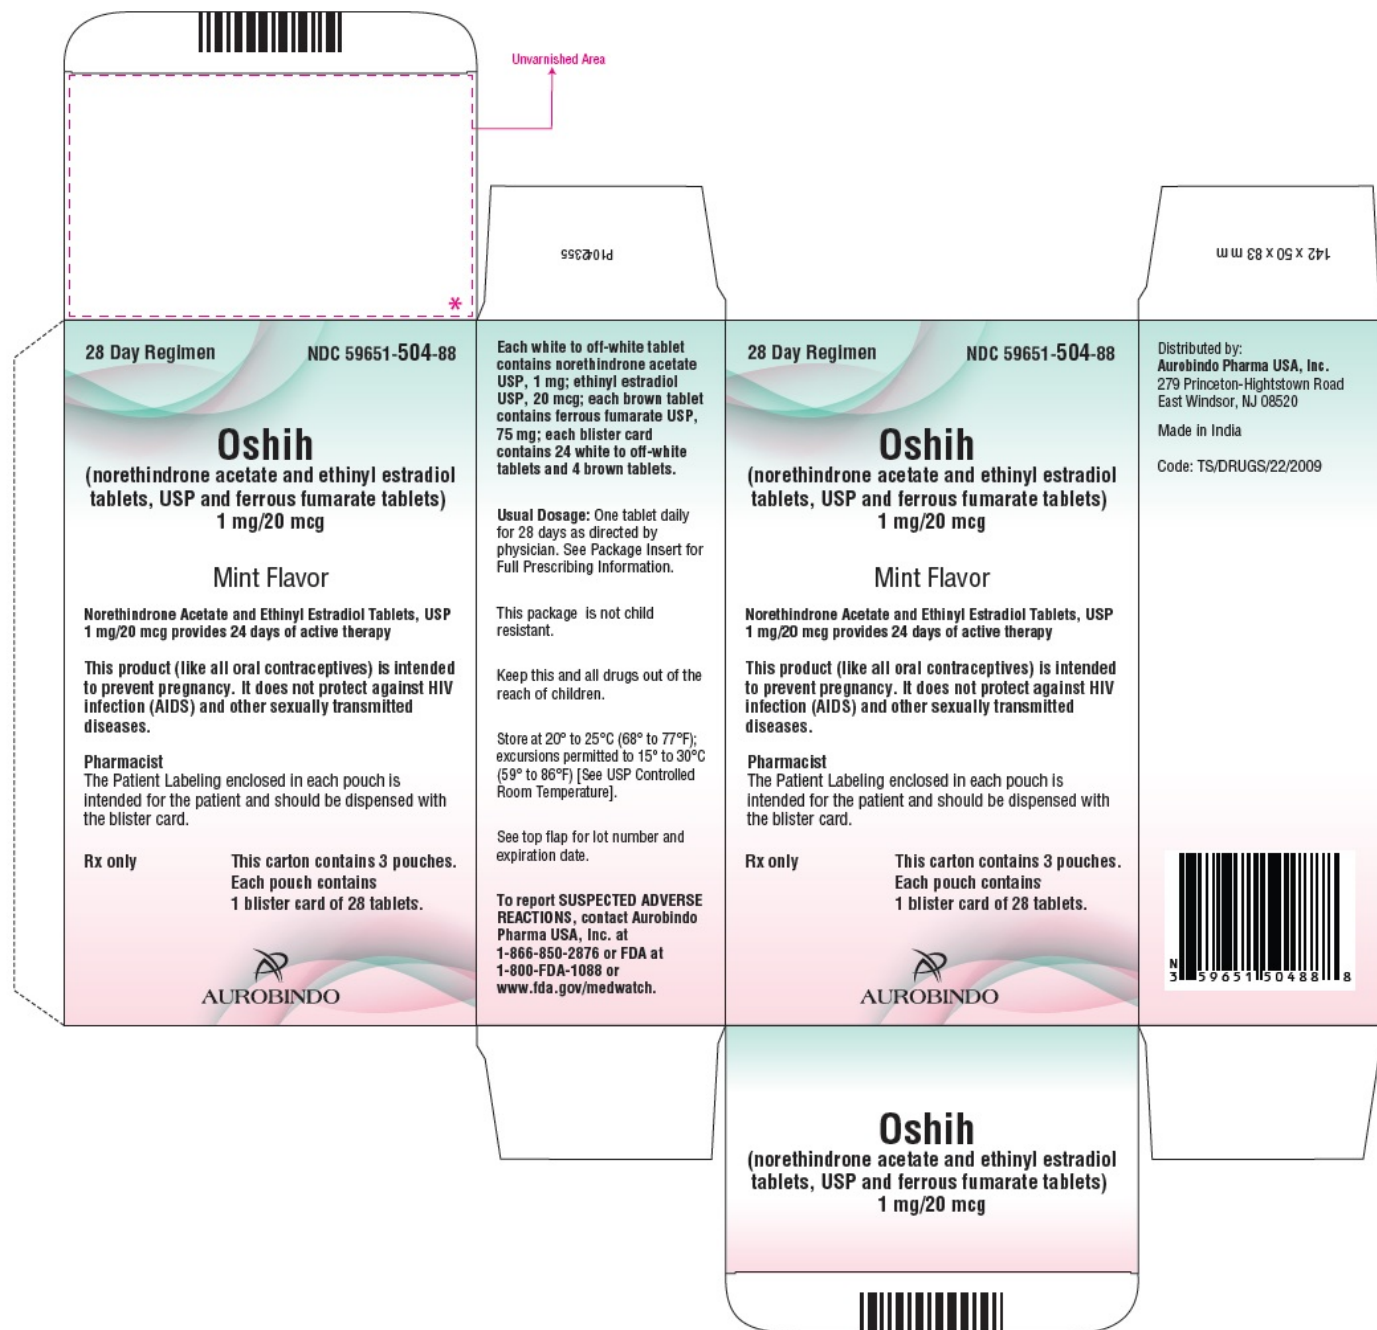 Unvarnished Area
P1042355
142 x 50 x 83 mm
*
28 Day Regimen NDC 59651-504-88
Oshih
(norethindrone acetate and ethinyl estradiol
tablets, USP and ferrous fumarate tablets)
1 mg/20 mcg
Mint Flavor
Norethindrone Acetate and Ethinyl Estradiol Tablets, USP
1 mg/20 mcg provides 24 days of active therapy
This product (like all oral contraceptives) is intended
to prevent pregnancy. It does not protect against HIV
infection (AIDS) and other sexually transmitted
diseases.
Pharmacist
The Patient Labeling enclosed in each pouch is
intended for the patient and should be dispensed with
the blister card.
Rx only This carton contains 3 pouches.
Each pouch contains
1 blister card of 28 tablets.
AUROBINDO
Each white to off-white tablet
contains norethindrone acetate
USP, 1 mg; ethinyl estradiol
USP, 20 mcg; each brown tablet
contains ferrous fumarate USP,
75 mg; each blister card
contains 24 white to off-white
tablets and 4 brown tablets.
Usual Dosage: One tablet daily
for 28 days as directed by
physician. See Package Insert for
Full Prescribing Information.
This package is not child
resistant.
Keep this and all drugs out of the
reach of children.
Store at 20° to 25°C (68° to 77°F);
excursions permitted to 15° to 30°C
(59° to 86°F) [See USP Controlled
Room Temperature].
See top flap for lot number and
expiration date.
To report SUSPECTED ADVERSE
REACTIONS, contact Aurobindo
Pharma USA, Inc. at
1-866-850-2876 or FDA at
1-800-FDA-1088 or
www.fda.gov/medwatch.
28 Day Regimen NDC 59651-504-88
Oshih
(norethindrone acetate and ethinyl estradiol
tablets, USP and ferrous fumarate tablets)
1 mg/20 mcg
Mint Flavor
Norethindrone Acetate and Ethinyl Estradiol Tablets, USP
1 mg/20 mcg provides 24 days of active therapy
This product (like all oral contraceptives) is intended
to prevent pregnancy. It does not protect against HIV
infection (AIDS) and other sexually transmitted
diseases.
Pharmacist
The Patient Labeling enclosed in each pouch is
intended for the patient and should be dispensed with
the blister card.
Rx only This carton contains 3 pouches.
Each pouch contains
1 blister card of 28 tablets.
AUROBINDO
Distributed by:
Aurobindo Pharma USA, Inc.
279 Princeton-Hightstown Road
East Windsor, NJ 08520
Made in India
Code: TS/DRUGS/22/2009
N
3 59651 50488 8
Oshih
(norethindrone acetate and ethinyl estradiol
tablets, USP and ferrous fumarate tablets)
1 mg/20 mcg